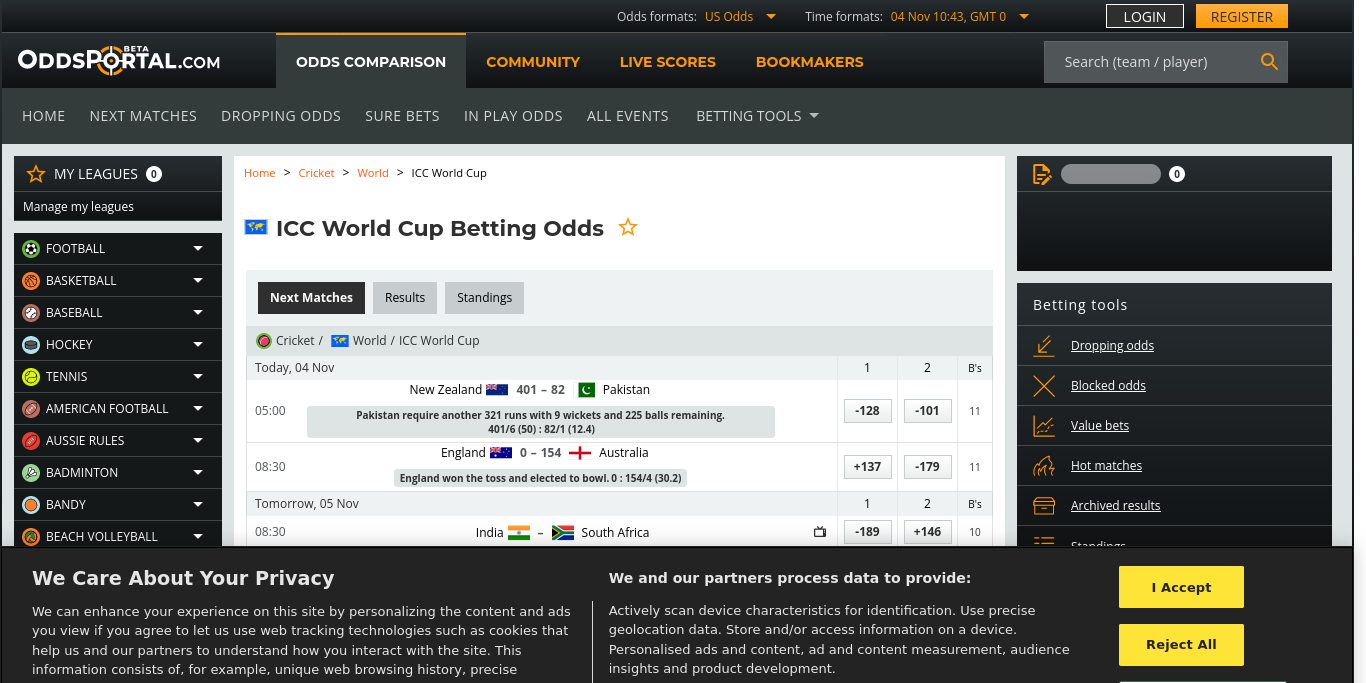 Odds formats: US Odds Time formats: 04 Nov 10:43, GMT 0 LOGIN REGISTER
ODDSPORTAL.COM BETA
ODDS COMPARISON COMMUNITY LIVE SCORES BOOKMAKERS Search (team / player)
HOME NEXT MATCHES DROPPING ODDS SURE BETS IN PLAY ODDS ALL EVENTS BETTING TOOLS
MY LEAGUES 0
Manage my leagues
FOOTBALL
BASKETBALL
BASEBALL
HOCKEY
TENNIS
AMERICAN FOOTBALL
AUSSIE RULES
BADMINTON
BANDY
BEACH VOLLEYBALL
Home > Cricket > World > ICC World Cup
ICC World Cup Betting Odds
Next Matches Results Standings
Cricket / World / ICC World Cup
Today, 04 Nov 1 2 B's
New Zealand 401 – 82 Pakistan
05:00 Pakistan require another 321 runs with 9 wickets and 225 balls remaining. -128 -101 11
401/6 (50) : 82/1 (12.4)
England 0 – 154 Australia
08:30 +137 -179 11
England won the toss and elected to bowl. 0 : 154/4 (30.2)
Tomorrow, 05 Nov 1 2 B's
08:30 India – South Africa -189 +146 10
0
Betting tools
Dropping odds
Blocked odds
Value bets
Hot matches
Archived results
Standings
We Care About Your Privacy
We can enhance your experience on this site by personalizing the content and ads
you view if you agree to let us use web tracking technologies such as cookies that
help us and our partners to understand how you interact with the site. This
information consists of, for example, unique web browsing history, precise
We and our partners process data to provide:
Actively scan device characteristics for identification. Use precise
geolocation data. Store and/or access information on a device.
Personalised ads and content, ad and content measurement, audience
insights and product development.
I Accept
Reject All